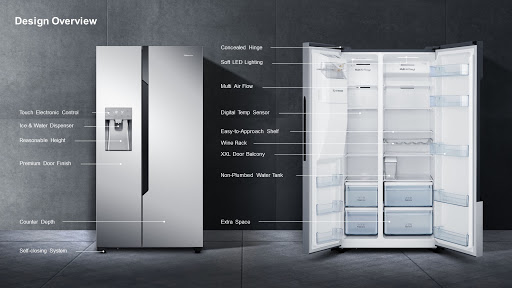 Design Overview
Touch Electronic Control
Ice & Water Dispenser
Reasonable Height
Premium Door Finish
Counter Depth
Self-closing System
Concealed Hinge
Soft LED Lighting
Multi Air Flow
Digital Temp Sensor
Easy-to-Approach Shelf
Wine Rack
XXL Door Balcony
Non-Plumbed Water Tank
Extra Space